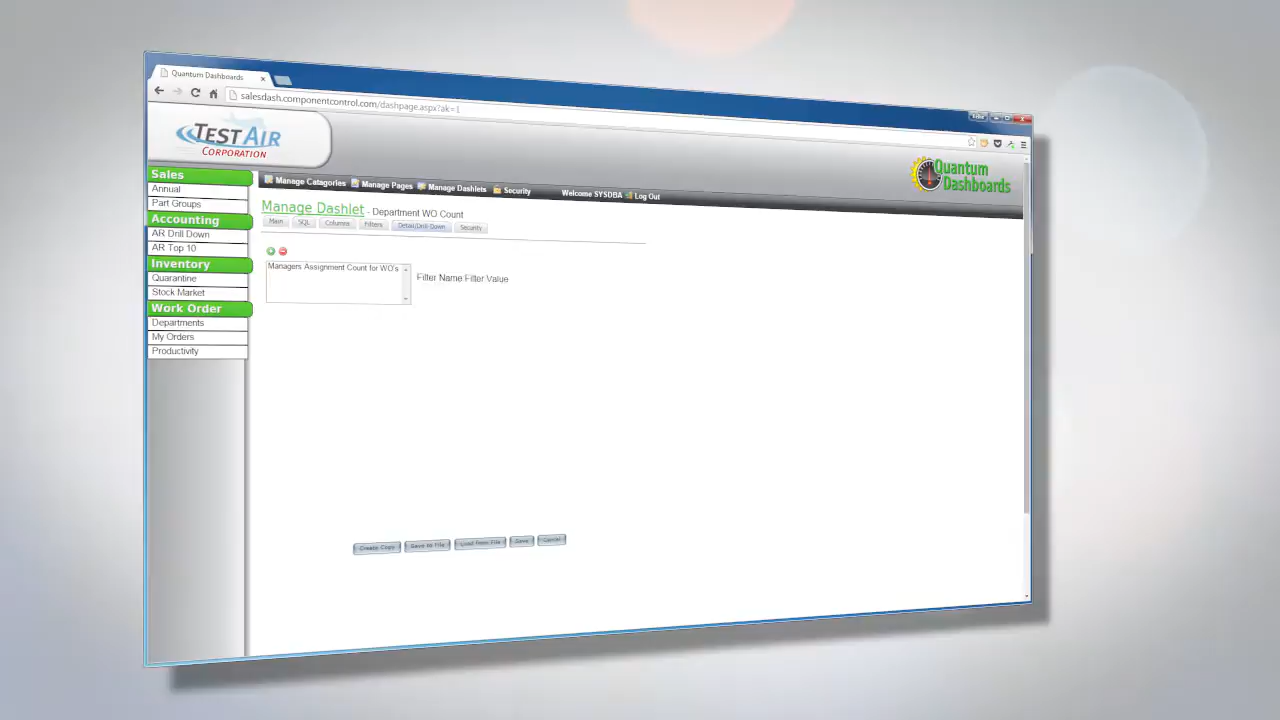 Quantum Dashboards
salesdash.componentcontrol.com/dashpage.aspx?ak=1
TEST AIR
CORPORATION
Quantum
Dashboards
Manage Catagories Manage Pages Manage Dashlets Security Welcome SYSDBA Log Out
Sales
Annual
Part Groups
Accounting
AR Drill Down
AR Top 10
Inventory
Quarantine
Stock Market
Work Order
Departments
My Orders
Productivity
Manage Dashlet - Department WO Count
Main SQL Columns Filters Detail/Drill Down Security
Managers Assignment Count for WO's
Filter Name Filter Value
Create Copy Save to File Load from File Save Cancel